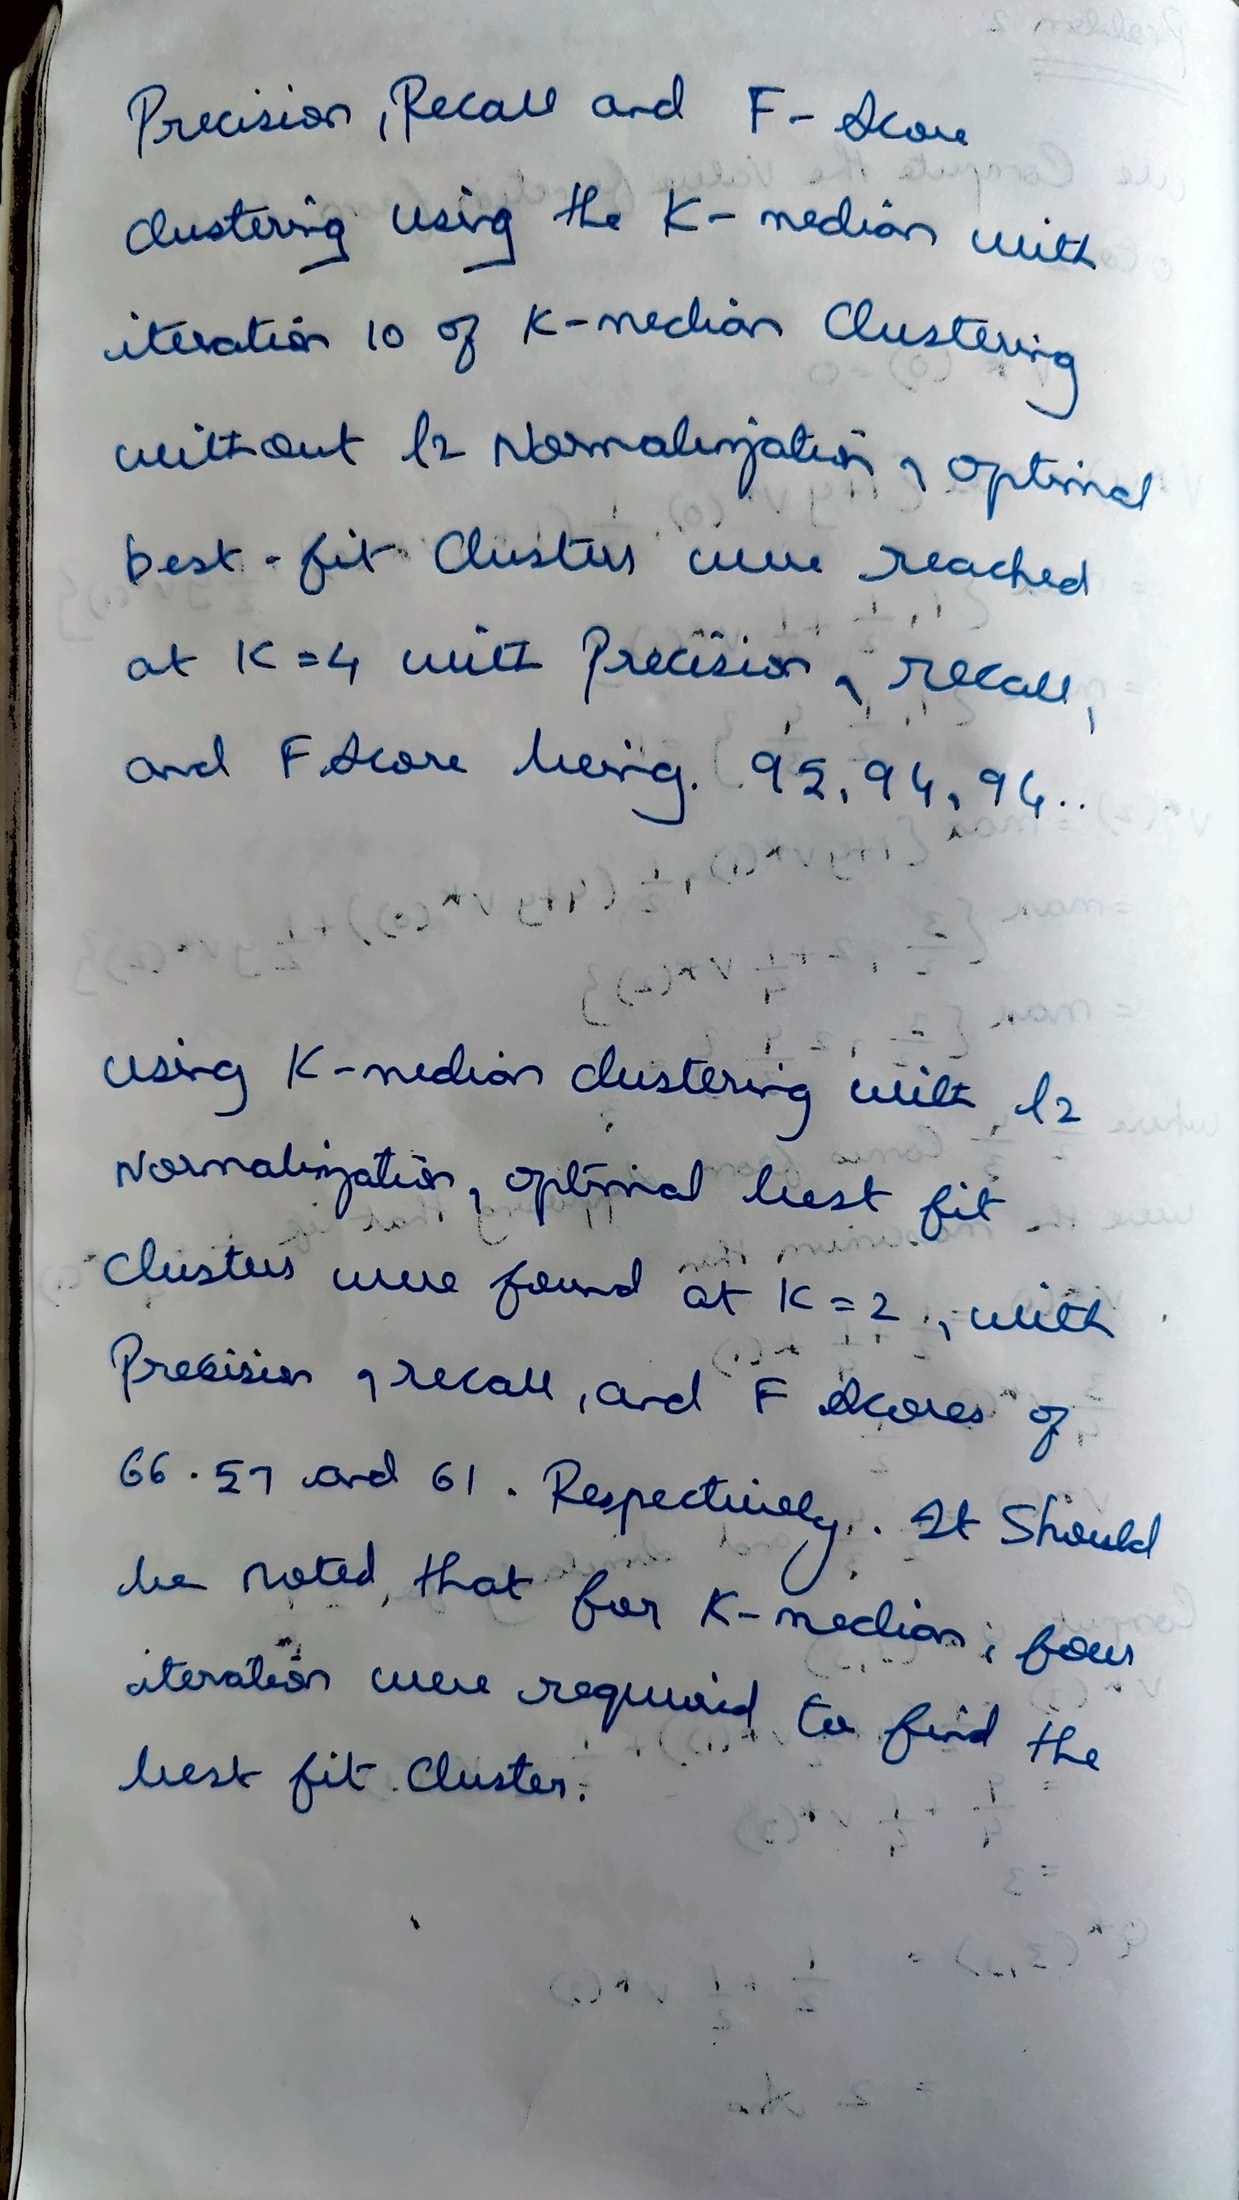 Precision, Recall and F-Score
clustering using the K-median with
iteration 10 of K-median Clustering
without l2 Normalization, optimal
best-fit Clusters were reached
at K=4 with Precision, recall,
and F Score being. 95, 94, 94..
using K-median clustering with l2
Normalization, optimal best fit
Clusters were found at K=2, with
Precision, recall, and F Scores of
66.57 and 61. Respectively. It Should
be noted that for K-median; four
iteration were required to find the
best fit Cluster.